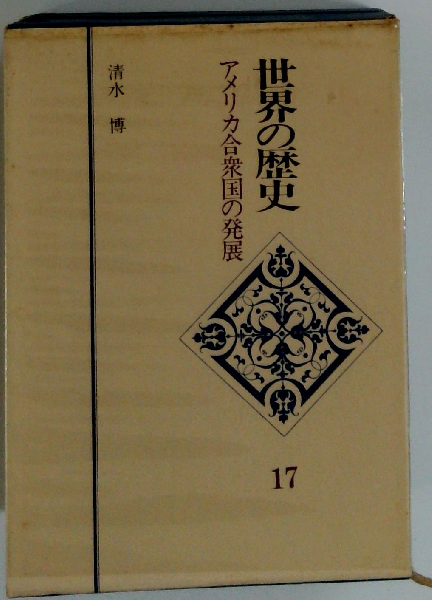 世界の歴史
アメリカ合衆国の発展
清水 博
17